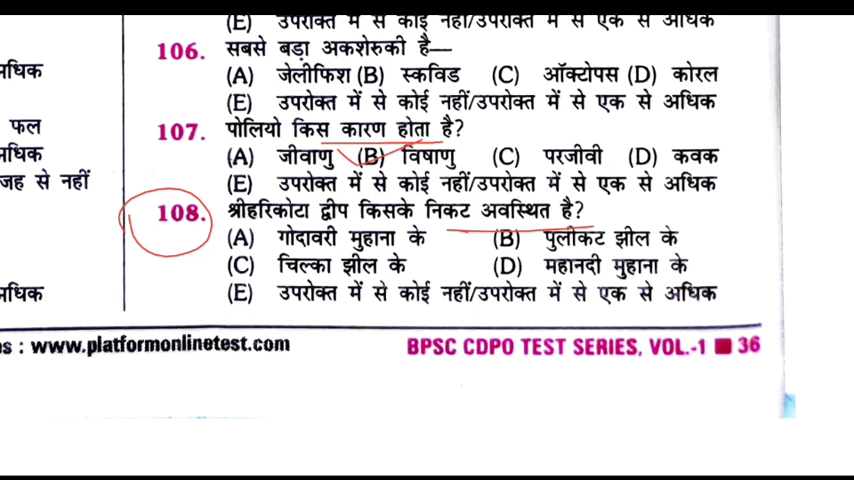 (E) उपरोक्त में से कोई नहीं/उपरोक्त में से एक से अधिक
106. सबसे बड़ा अकशेरुकी है—
(A) जेलीफिश (B) स्कविड (C) ऑक्टोपस (D) कोरल
(E) उपरोक्त में से कोई नहीं/उपरोक्त में से एक से अधिक
107. पोलियो किस कारण होता है?
(A) जीवाणु (B) विषाणु (C) परजीवी (D) कवक
(E) उपरोक्त में से कोई नहीं/उपरोक्त में से एक से अधिक
108. श्रीहरिकोटा द्वीप किसके निकट अवस्थित है?
(A) गोदावरी मुहाना के (B) पुलीकट झील के
(C) चिल्का झील के (D) महानदी मुहाना के
(E) उपरोक्त में से कोई नहीं/उपरोक्त में से एक से अधिक
फल
जह से नहीं
: www.platformonlinetest.com
BPSC CDPO TEST SERIES, VOL.-1 ■ 36